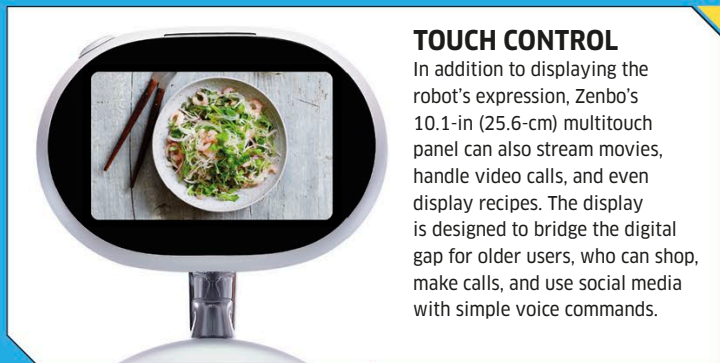 TOUCH CONTROL
In addition to displaying the
robot's expression, Zenbo's
10.1-in (25.6-cm) multitouch
panel can also stream movies,
handle video calls, and even
display recipes. The display
is designed to bridge the digital
gap for older users, who can shop,
make calls, and use social media
with simple voice commands.